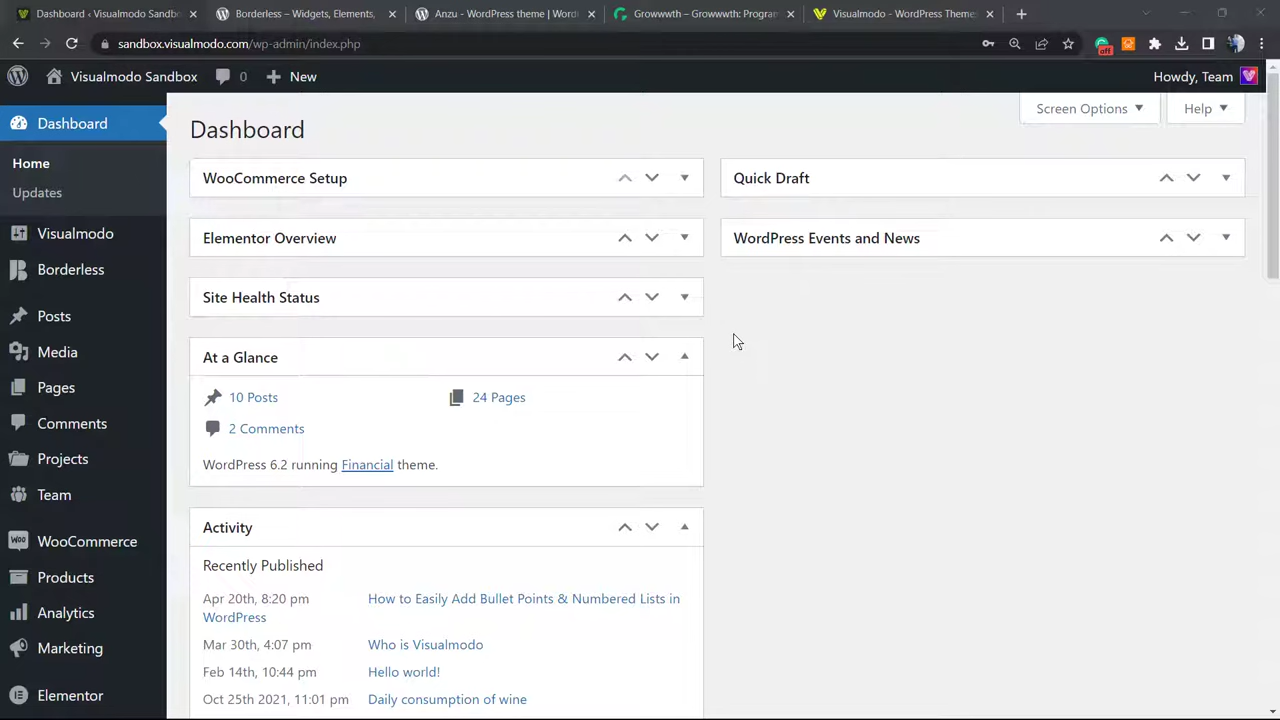 Dashboard ‹ Visualmodo Sandbox
Borderless – Widgets, Elements,
Anzu - WordPress theme | Word
Growwwth – Growwwth: Program
Visualmodo - WordPress Theme
sandbox.visualmodo.com/wp-admin/index.php
off
Visualmodo Sandbox
0
New
Howdy, Team
Dashboard
Home
Updates
Visualmodo
Borderless
Posts
Media
Pages
Comments
Projects
Team
WooCommerce
Products
Analytics
Marketing
Elementor
Screen Options
Help
Dashboard
WooCommerce Setup
Elementor Overview
Site Health Status
At a Glance
10 Posts
24 Pages
2 Comments
WordPress 6.2 running Financial theme.
Activity
Recently Published
Apr 20th, 8:20 pm How to Easily Add Bullet Points & Numbered Lists in
WordPress
Mar 30th, 4:07 pm Who is Visualmodo
Feb 14th, 10:44 pm Hello world!
Oct 25th 2021, 11:01 pm Daily consumption of wine
Quick Draft
WordPress Events and News